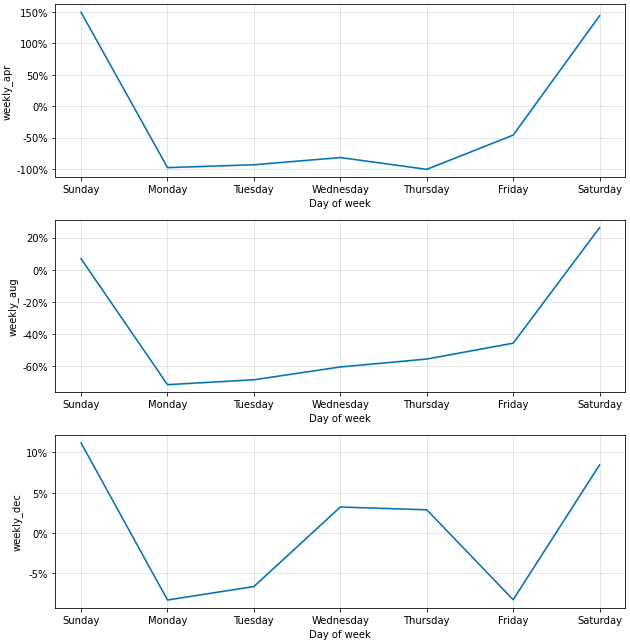 weekly_apr
150%
100%
50%
0%
-50%
-100%
Sunday Monday Tuesday Wednesday Thursday Friday Saturday
Day of week
weekly_aug
20%
0%
-20%
-40%
-60%
Sunday Monday Tuesday Wednesday Thursday Friday Saturday
Day of week
weekly_dec
10%
5%
0%
-5%
Sunday Monday Tuesday Wednesday Thursday Friday Saturday
Day of week